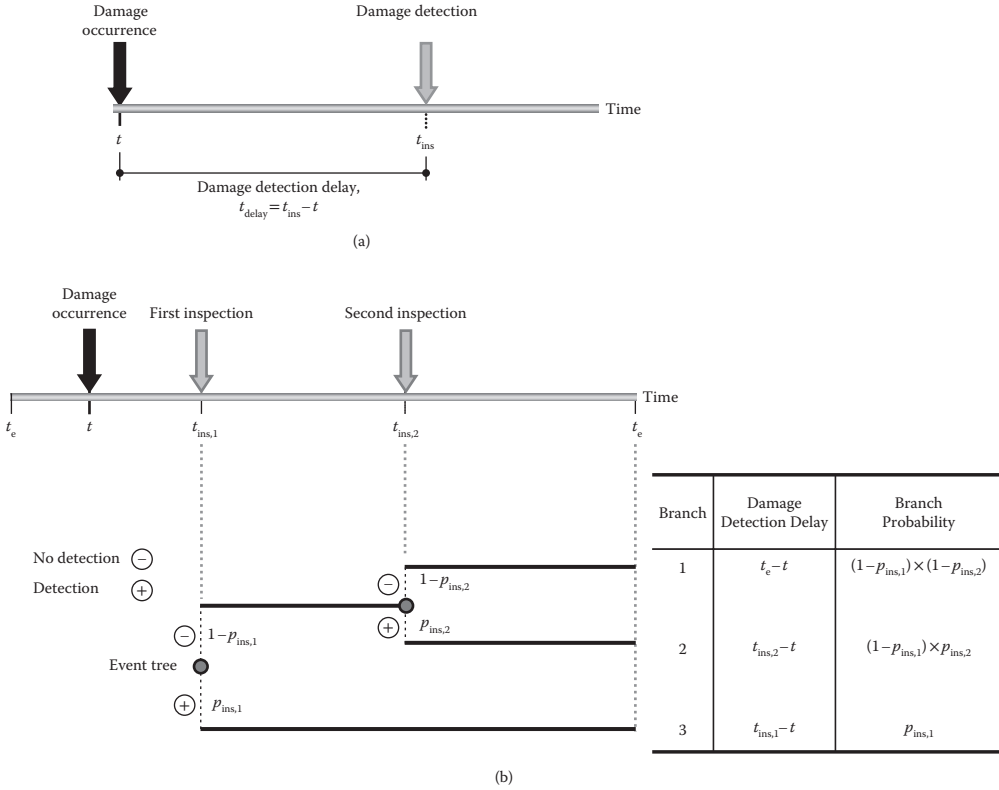 Damage
occurrence
Damage detection
Time
t
t_ins
Damage detection delay,
t_delay = t_ins – t
(a)
Damage
occurrence
First inspection
Second inspection
Time
t_e
t
t_ins,1
t_ins,2
t_e
No detection –
Detection +
– 1–p_ins,2
+ p_ins,2
– 1–p_ins,1
Event tree
+ p_ins,1
Branch
Damage
Detection Delay
Branch
Probability
1 t_e–t (1–p_ins,1)×(1–p_ins,2)
2 t_ins,2–t (1–p_ins,1)×p_ins,2
3 t_ins,1–t p_ins,1
(b)